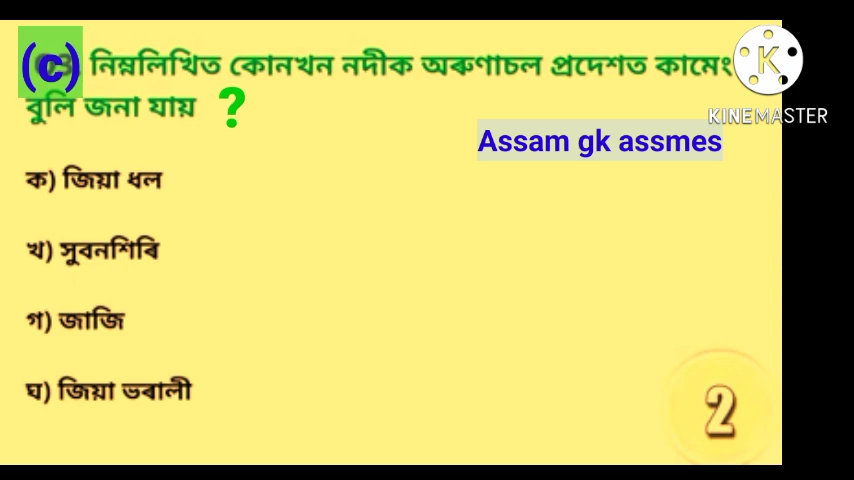 (c) নিম্নলিখিত কোনখন নদীক অৰুণাচল প্ৰদেশত কামেং
বুলি জনা যায় ?
K
KINEMASTER
Assam gk assmes
ক) জিয়া ধল
খ) সুবনশিৰি
গ) জাজি
ঘ) জিয়া ভৰালী
2